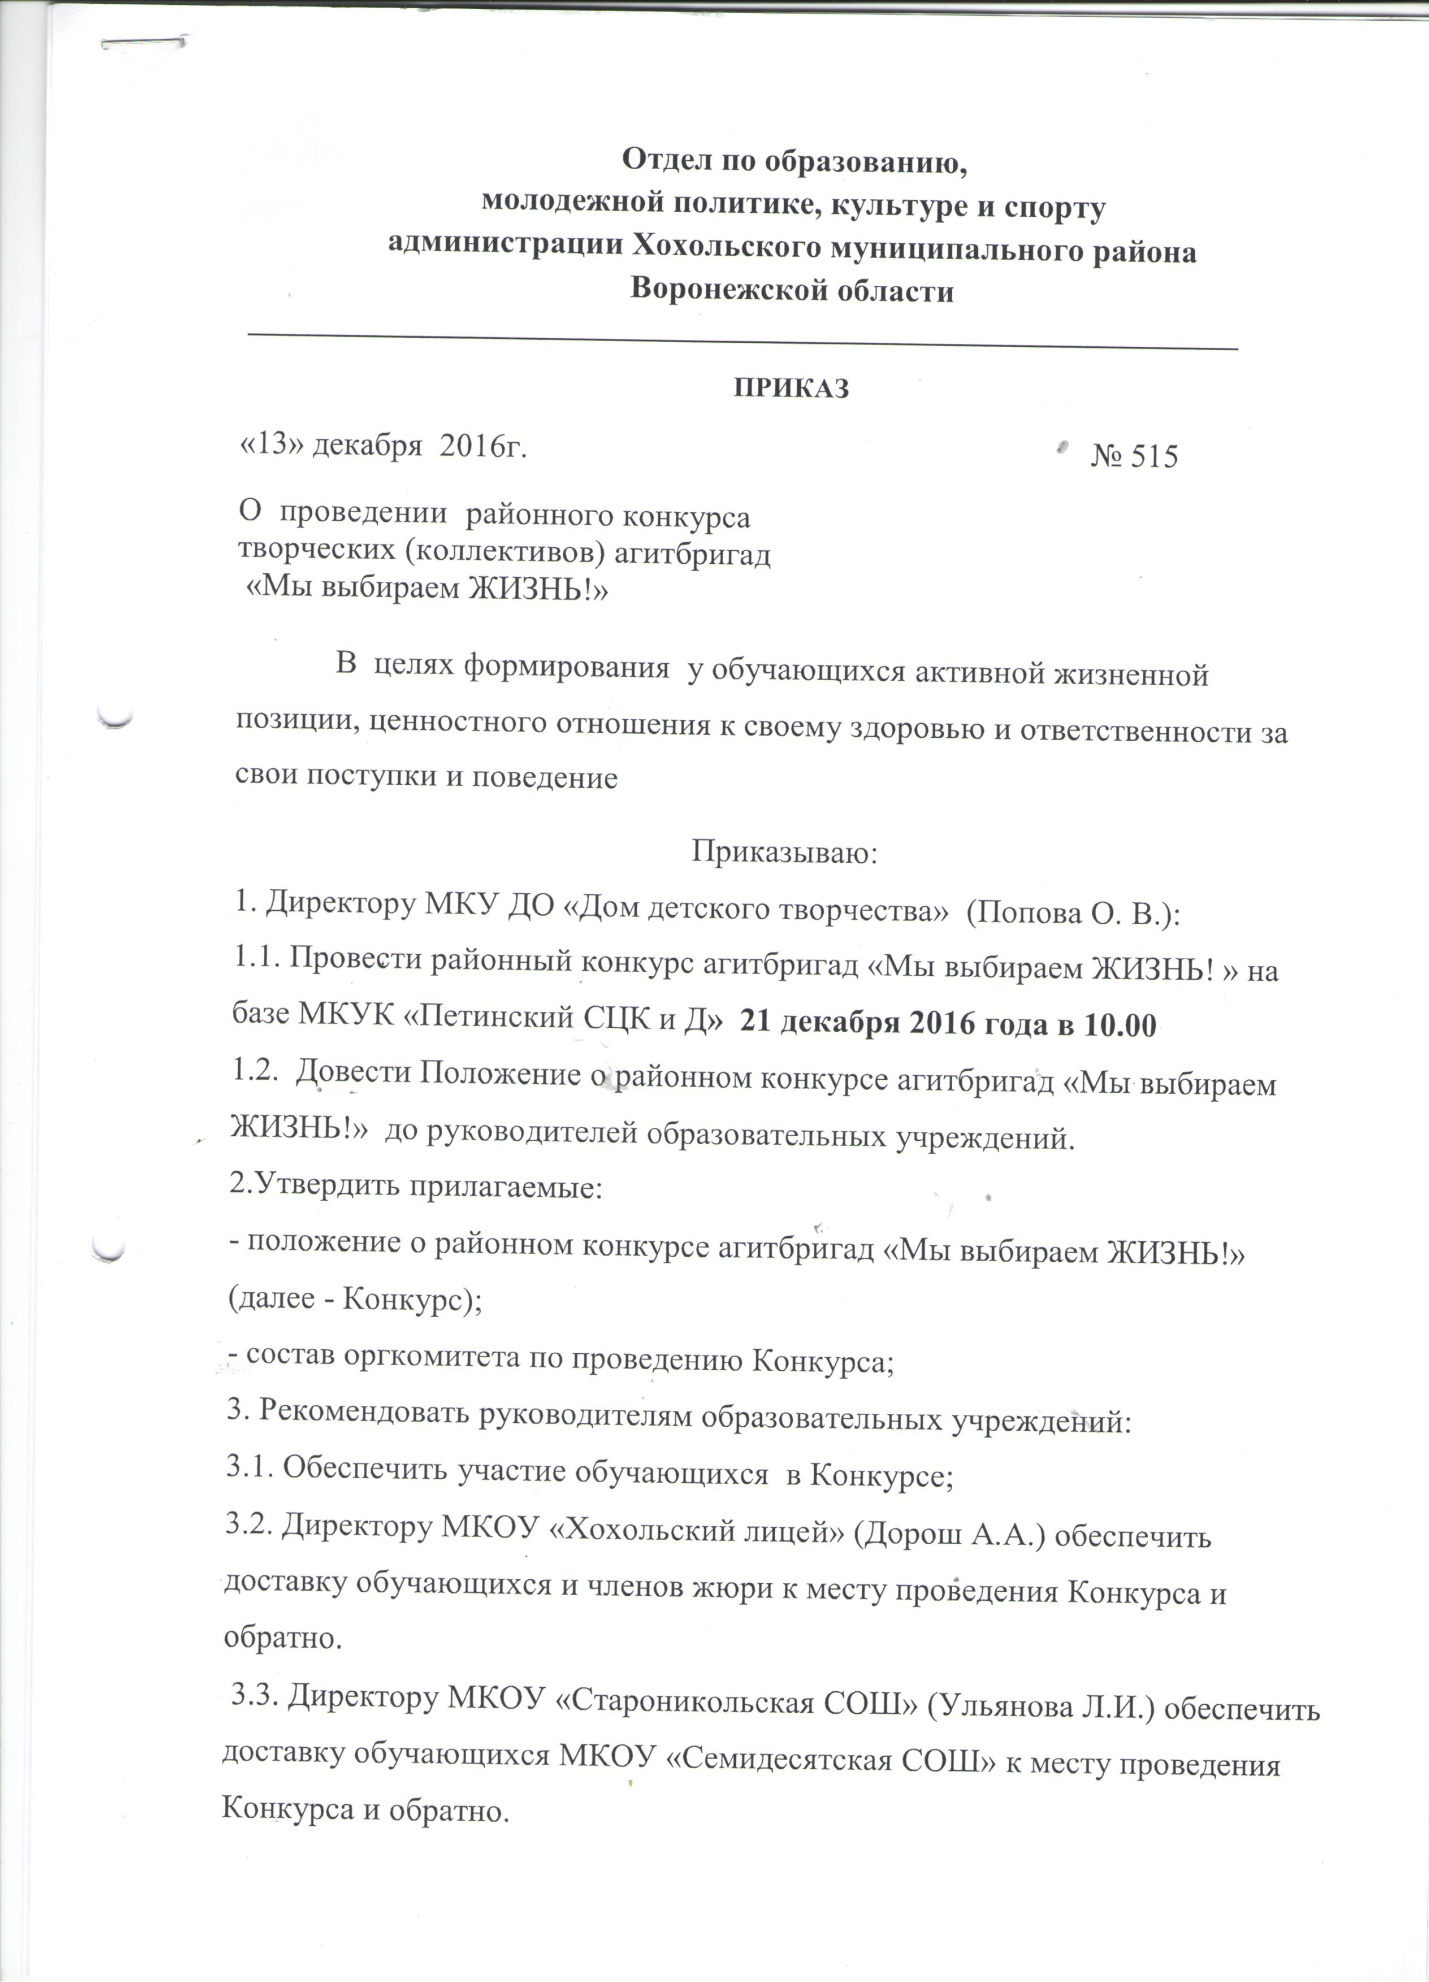 Отдел по образованию,
молодежной политике, культуре и спорту
администрации Хохольского муниципального района
Воронежской области
ПРИКАЗ
«13» декабря 2016г.
№ 515
О проведении районного конкурса
творческих (коллективов) агитбригад
«Мы выбираем ЖИЗНЬ!»
В целях формирования у обучающихся активной жизненной
позиции, ценностного отношения к своему здоровью и ответственности за
свои поступки и поведение
Приказываю:
1. Директору МКУ ДО «Дом детского творчества» (Попова О. В.):
1.1. Провести районный конкурс агитбригад «Мы выбираем ЖИЗНЬ! » на
базе МКУК «Петинский СЦК и Д» 21 декабря 2016 года в 10.00
1.2. Довести Положение о районном конкурсе агитбригад «Мы выбираем
ЖИЗНЬ!» до руководителей образовательных учреждений.
2.Утвердить прилагаемые:
- положение о районном конкурсе агитбригад «Мы выбираем ЖИЗНЬ!»
(далее - Конкурс);
- состав оргкомитета по проведению Конкурса;
3. Рекомендовать руководителям образовательных учреждений:
3.1. Обеспечить участие обучающихся в Конкурсе;
3.2. Директору МКОУ «Хохольский лицей» (Дорош А.А.) обеспечить
доставку обучающихся и членов жюри к месту проведения Конкурса и
обратно.
3.3. Директору МКОУ «Староникольская СОШ» (Ульянова Л.И.) обеспечить
доставку обучающихся МКОУ «Семидесятская СОШ» к месту проведения
Конкурса и обратно.